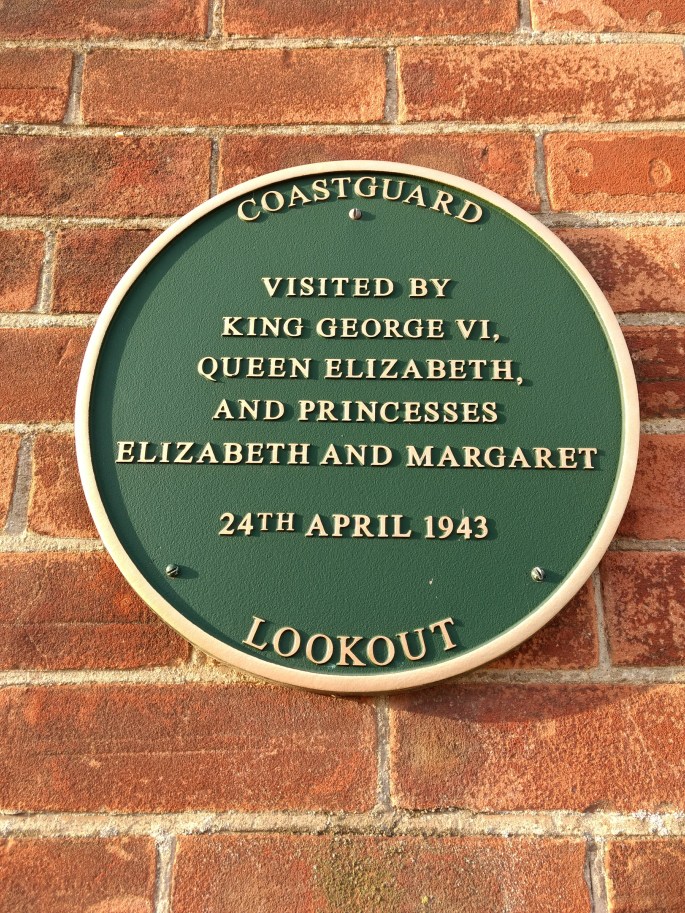 COASTGUARD
VISITED BY
KING GEORGE VI,
QUEEN ELIZABETH,
AND PRINCESSES
ELIZABETH AND MARGARET
24TH APRIL 1943
LOOKOUT